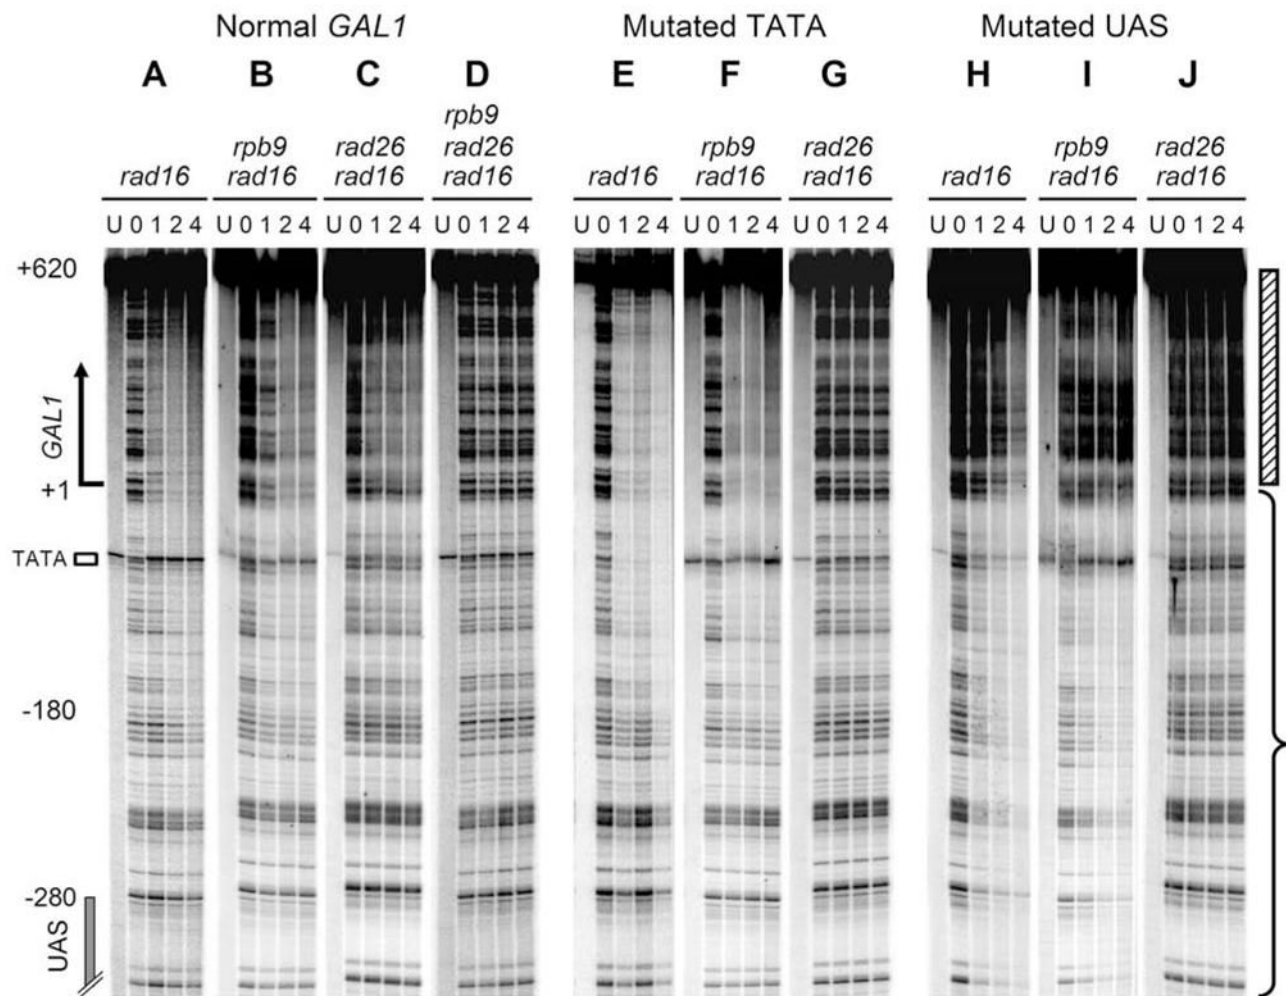 Normal GAL1 Mutated TATA Mutated UAS
A B C D E F G H I J
rpb9
rpb9 rad26 rad26 rpb9 rad26 rpb9 rad26
rad16 rad16 rad16 rad16 rad16 rad16 rad16 rad16 rad16 rad16
U 0 1 2 4 U 0 1 2 4 U 0 1 2 4 U 0 1 2 4 U 0 1 2 4 U 0 1 2 4 U 0 1 2 4 U 0 1 2 4 U 0 1 2 4 U 0 1 2 4
+620
GAL1
+1
TATA
-180
-280
UAS